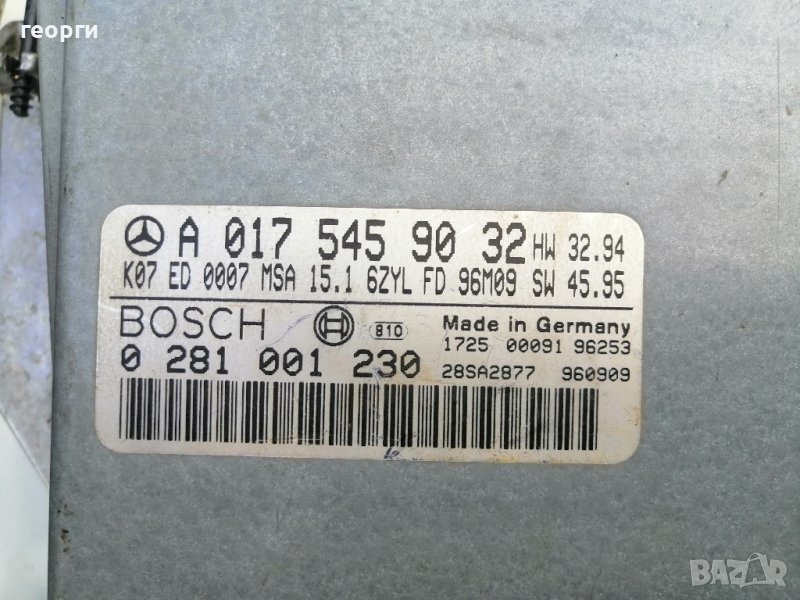 георги
A 017 545 90 32 HW 32.94
K07 ED 0007 MSA 15.1 6ZYL FD 96M09 SW 45.95
BOSCH 810 Made in Germany
1725 00091 96253
0 281 001 230 28SA2877 960909
BAZAR